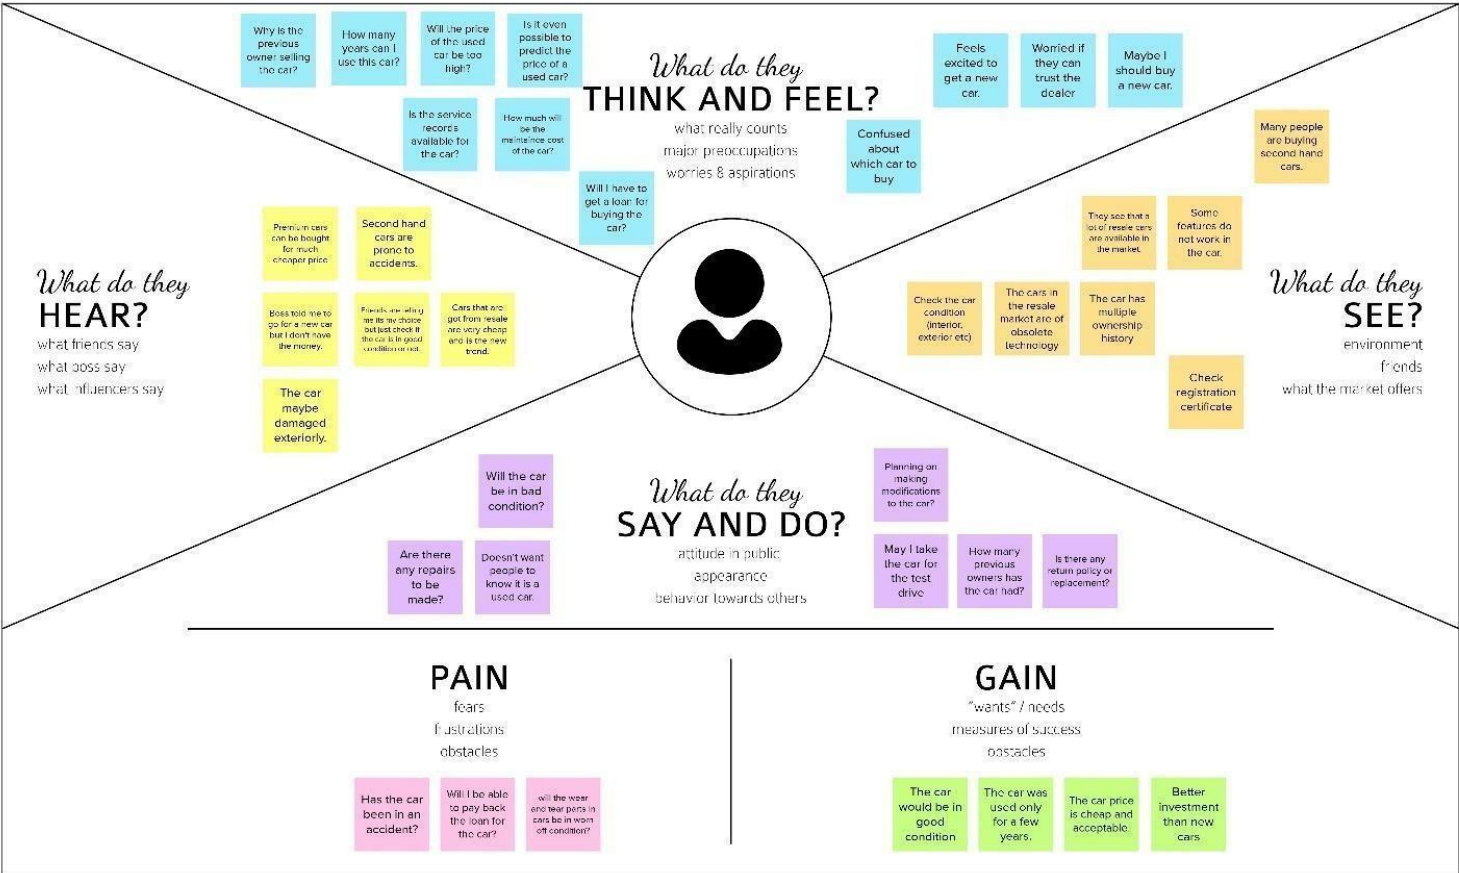 Why is the
previous
owner selling
the car?
How many
years can I
use this car?
Will the price
of the used
car be too
high?
Is it even
possible to
predict the
price of a
used car?
Is the service
records
available for
the car?
How much will
be the
maintaince cost
of the car?
Will I have to
get a loan for
buying the
car?
What do they
THINK AND FEEL?
what really counts
major preoccupations
worries & aspirations
Feels
excited to
get a new
car.
Worried if
they can
trust the
dealer
Maybe I
should buy
a new car.
Confused
about
which car to
buy
What do they
HEAR?
what friends say
what boss say
what influencers say
Premium cars
can be bought
for much
cheaper price
Second hand
cars are
prone to
accidents.
Boss told me to
go for a new car
but I don't have
the money.
Friends are telling
me its my choice
but just check if
the car is in good
condition or not.
Cars that are
got from resale
are very cheap
and is the new
trend.
The car
maybe
damaged
exteriorly.
Many people
are buying
second hand
cars.
They see that a
lot of resale cars
are available in
the market.
Some
features do
not work in
the car.
Check the car
condition
(interior,
exterior etc)
The cars in
the resale
market are of
obsolete
technology
The car has
multiple
ownership
history
Check
registration
certificate
What do they
SEE?
environment
friends
what the market offers
Will the car
be in bad
condition?
Are there
any repairs
to be
made?
Doesn't want
people to
know it is a
used car.
What do they
SAY AND DO?
attitude in public
appearance
behavior towards others
Planning on
making
modifications
to the car?
May I take
the car for
the test
drive
How many
previous
owners has
the car had?
Is there any
return policy or
replacement?
PAIN
fears
frustrations
obstacles
Has the car
been in an
accident?
Will I be able
to pay back
the loan for
the car?
will the wear
and tear parts in
cars be in worn
off condition?
GAIN
"wants" / needs
measures of success
obstacles
The car
would be in
good
condition
The car was
used only
for a few
years.
The car price
is cheap and
acceptable.
Better
investment
than new
cars